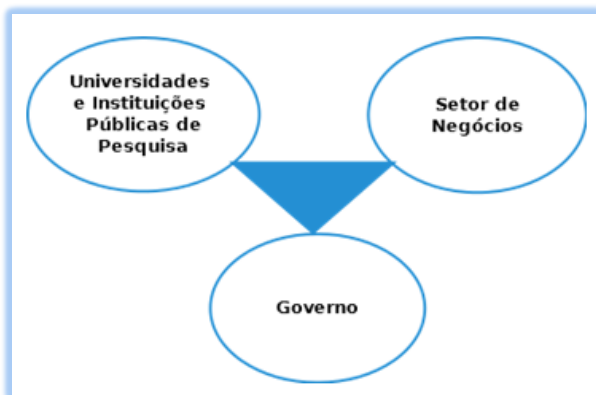 Universidades
e Instituições
Públicas de
Pesquisa
Setor de
Negócios
Governo